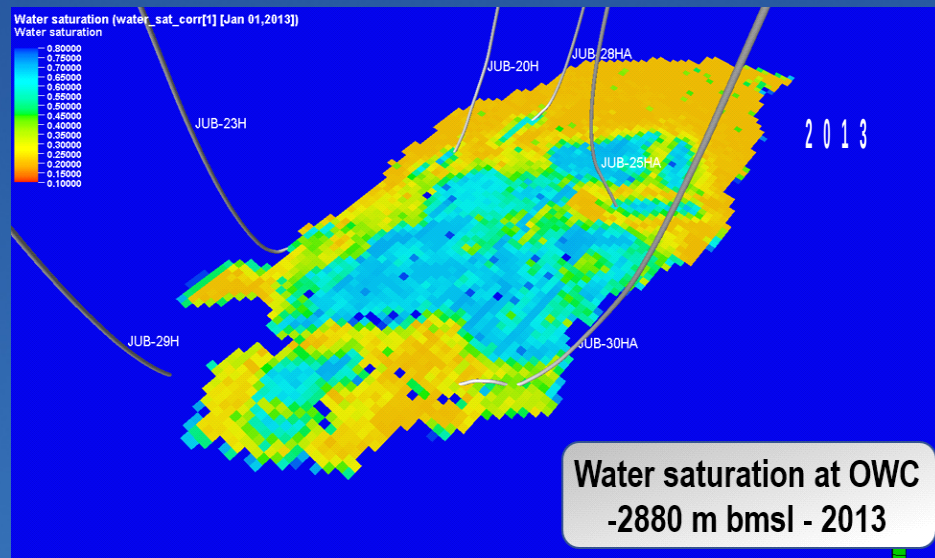 Water saturation (water_sat_corr[1] [Jan 01,2013])
Water saturation
0.80000
0.75000
0.70000
0.65000
0.60000
0.55000
0.50000
0.45000
0.40000
0.35000
0.30000
0.25000
0.20000
0.15000
0.10000
JUB-28HA
JUB-20H
JUB-23H
2013
JUB-25HA
JUB-29H
JUB-30HA
Water saturation at OWC
-2880 m bmsl - 2013